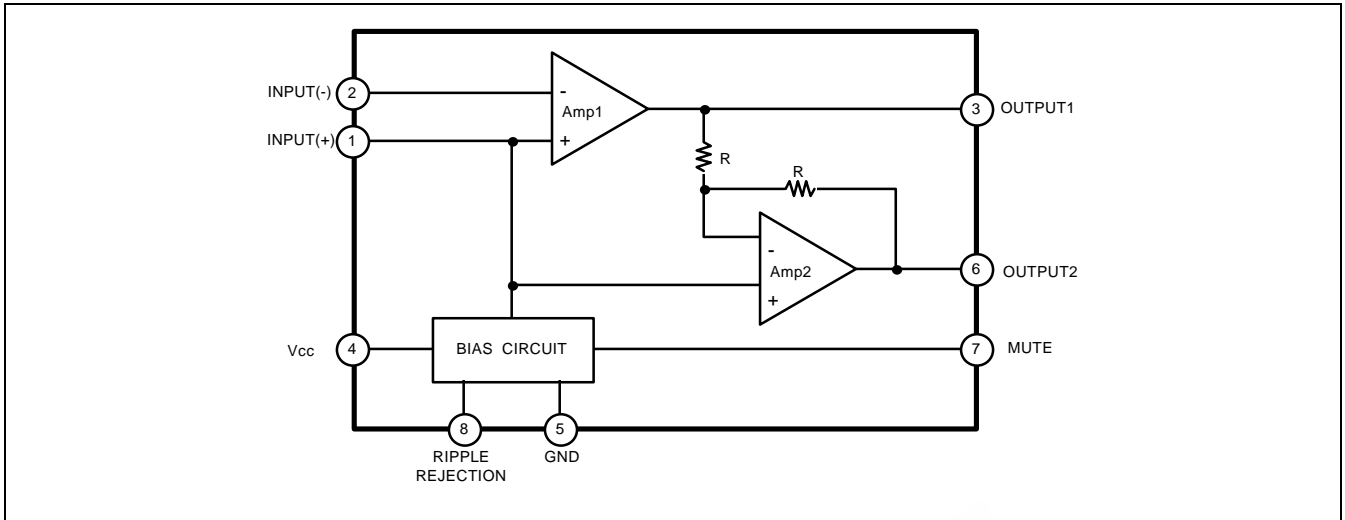 INPUT(-) 2
-
Amp1
+
3 OUTPUT1
INPUT(+) 1
R
R
-
Amp2
+
6 OUTPUT2
Vcc 4
BIAS CIRCUIT
7 MUTE
8
5
RIPPLE
REJECTION
GND